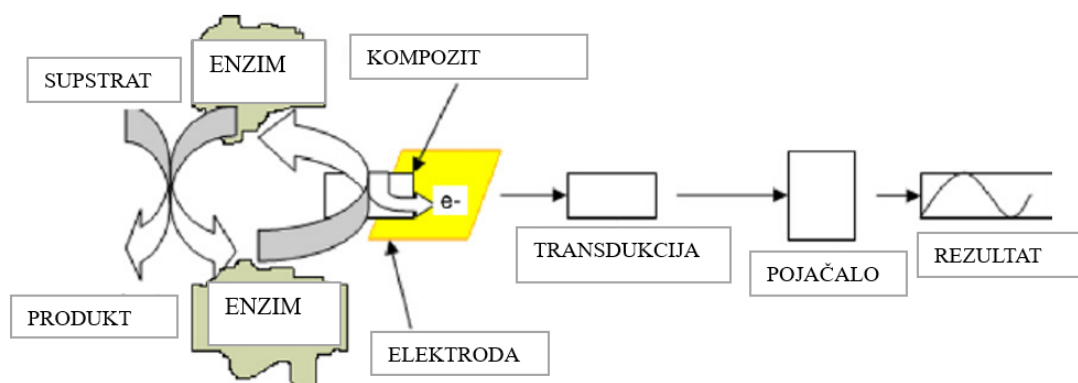 ENZIM
KOMPOZIT
SUPSTRAT
e-
TRANSDUKCIJA
POJAČALO
REZULTAT
PRODUKT
ENZIM
ELEKTRODA